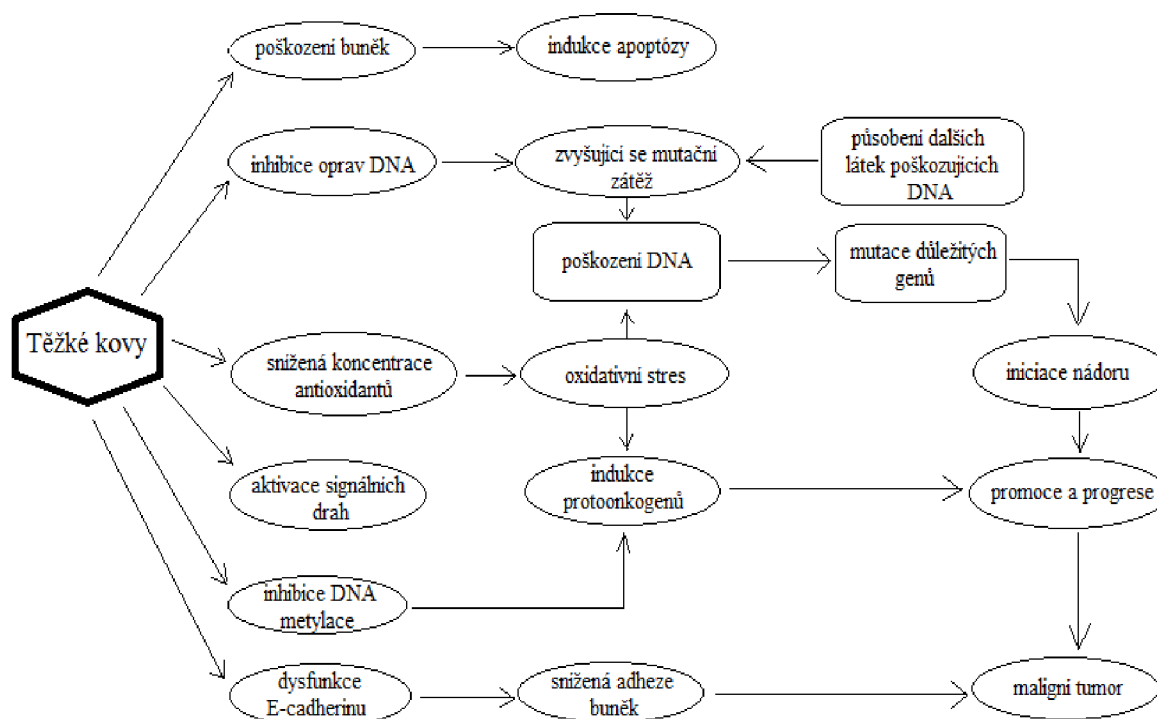 poškození buněk
indukce apoptózy
inhibice oprav DNA
zvyšující se mutační
zátěž
působení dalších
látek poškozujících
DNA
poškození DNA
mutace důležitých
genů
Těžké kovy
snížená koncentrace
antioxidantů
oxidativní stres
iniciace nádoru
aktivace signálních
drah
indukce
protoonkogenů
promoce a progrese
inhibice DNA
metylace
dysfunkce
E-cadherinu
snížená adheze
buněk
maligní tumor